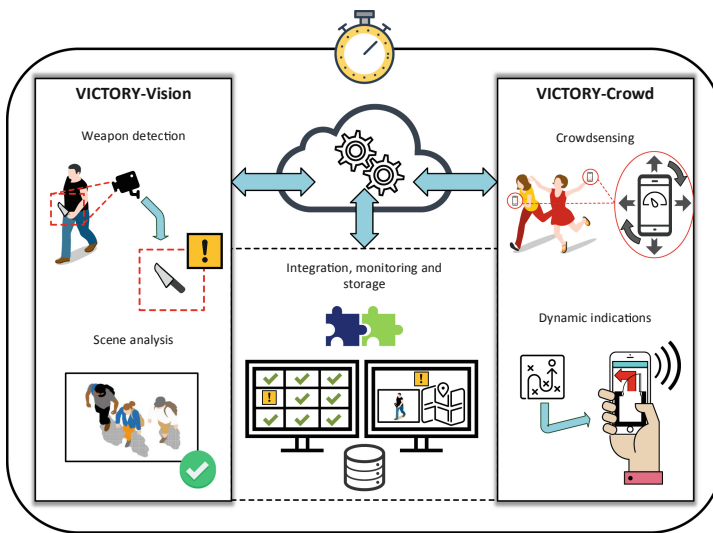 VICTORY-Vision
Weapon detection
!
Scene analysis
Integration, monitoring and
storage
!
!
VICTORY-Crowd
Crowdsensing
Dynamic indications